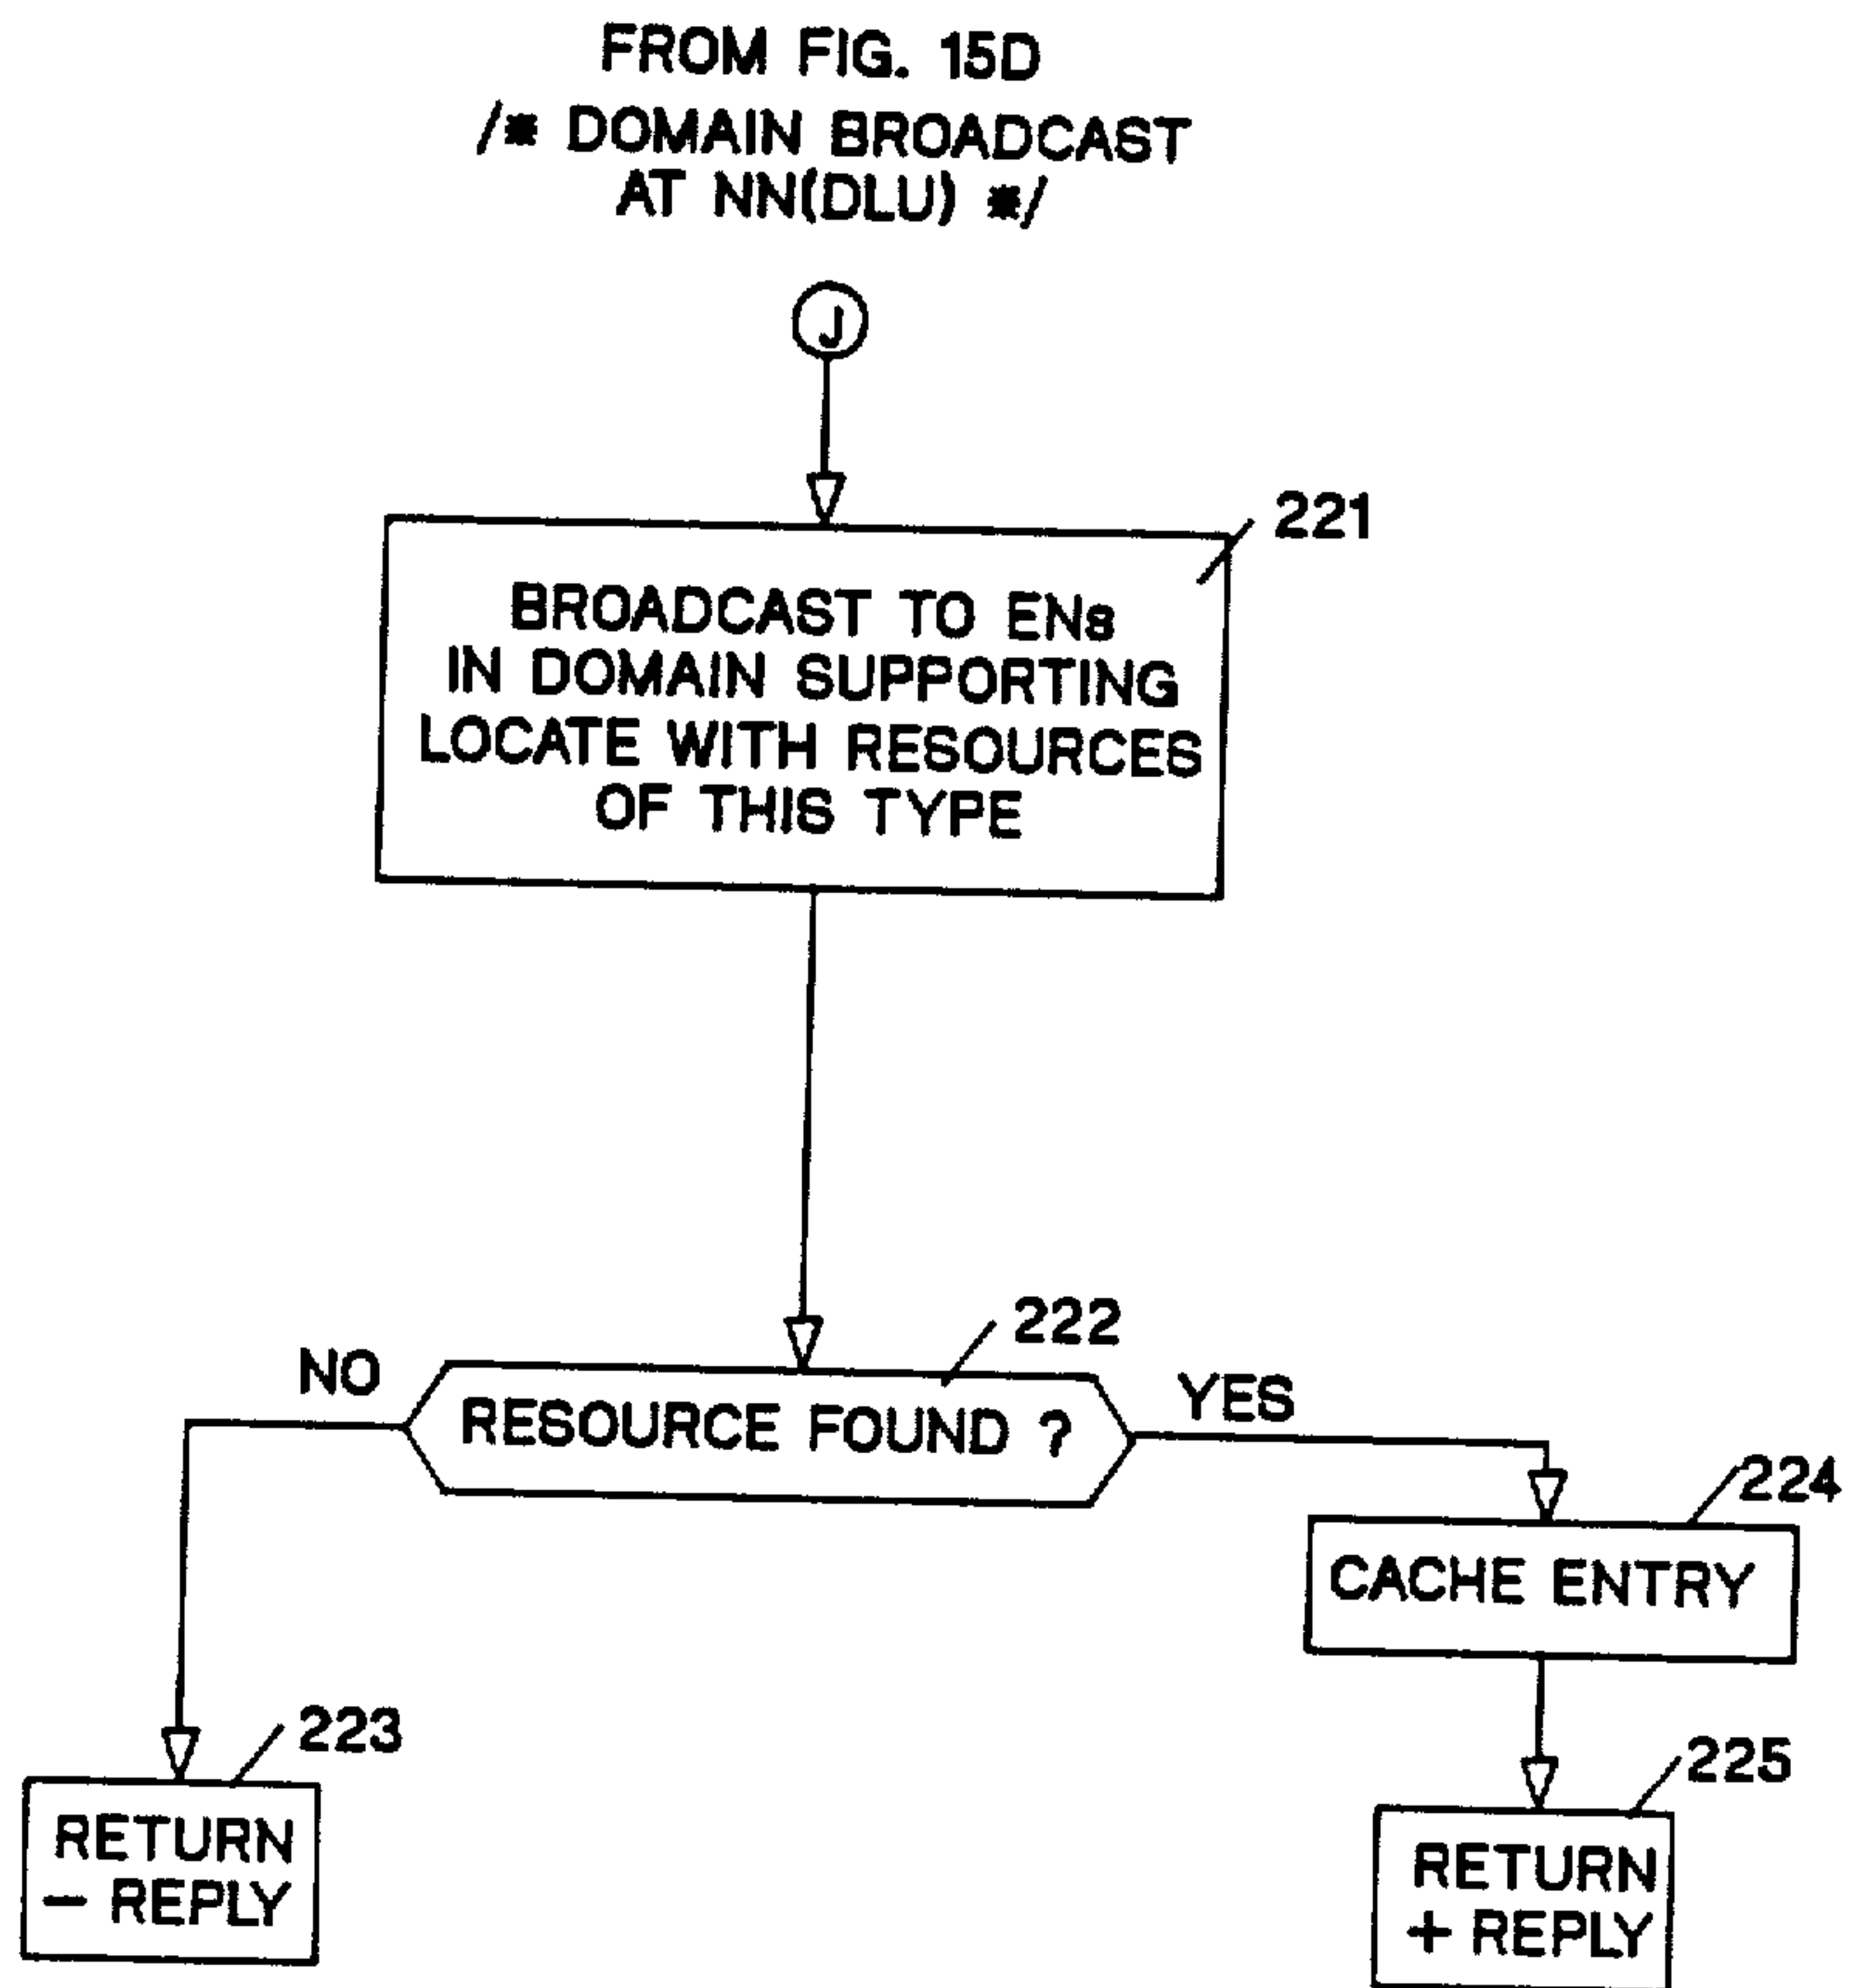 FROM FIG. 15D
/* DOMAIN BROADCAST
AT NN(DLU) */
J
221
BROADCAST TO ENs
IN DOMAIN SUPPORTING
LOCATE WITH RESOURCES
OF THIS TYPE
222
NO
RESOURCE FOUND ?
YES
224
CACHE ENTRY
223
RETURN
− REPLY
225
RETURN
+ REPLY